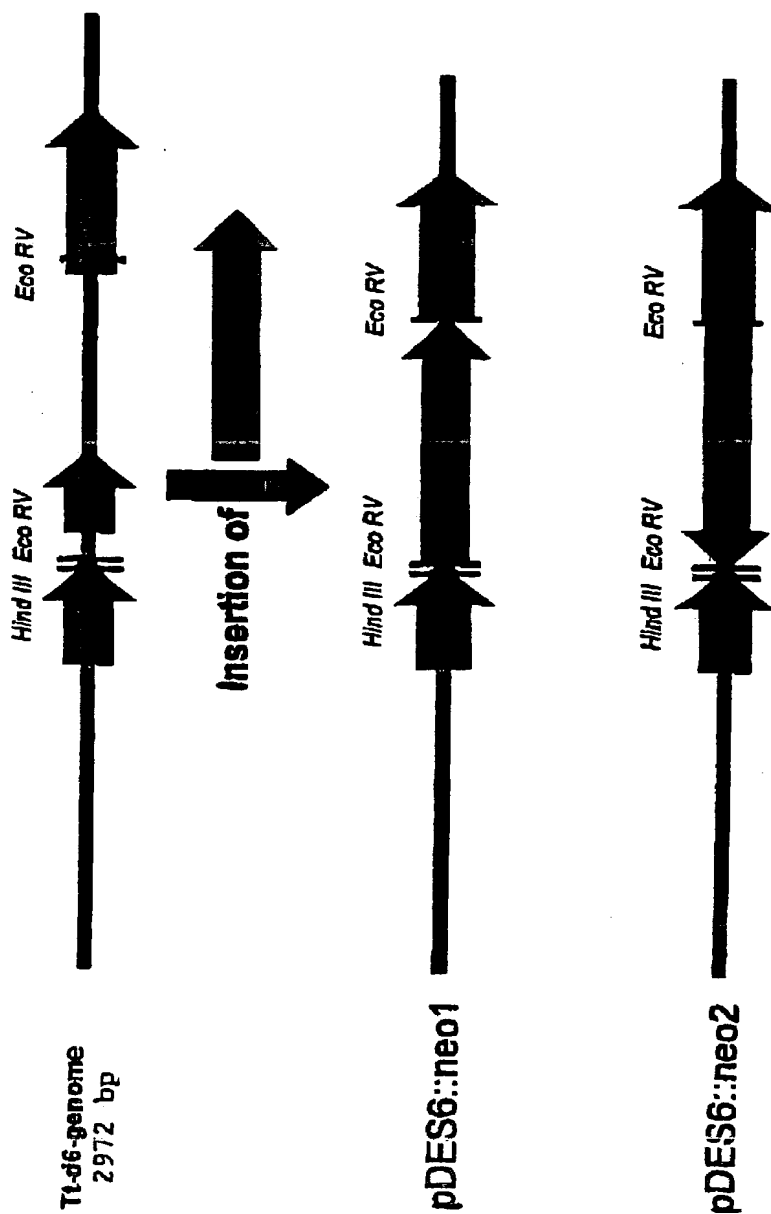 Tt-d6-genome
2972 bp
Hind III Eco RV
Eco RV
Insertion of
pDES6::neo1
Hind III Eco RV
Eco RV
pDES6::neo2
Hind III Eco RV
Eco RV